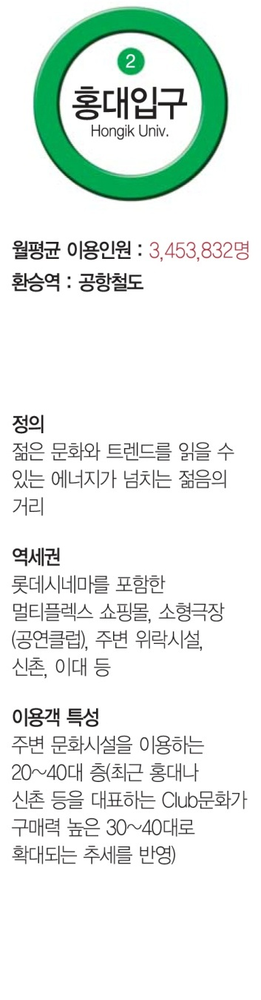 2
홍대입구
Hongik Univ.
월평균 이용인원 : 3,453,832명
환승역 : 공항철도
정의
젊은 문화와 트렌드를 읽을 수
있는 에너지가 넘치는 젊음의
거리
역세권
롯데시네마를 포함한
멀티플렉스 쇼핑몰, 소형극장
(공연클럽), 주변 위락시설,
신촌, 이대 등
이용객 특성
주변 문화시설을 이용하는
20~40대 층(최근 홍대나
신촌 등을 대표하는 Club문화가
구매력 높은 30~40대로
확대되는 추세를 반영)